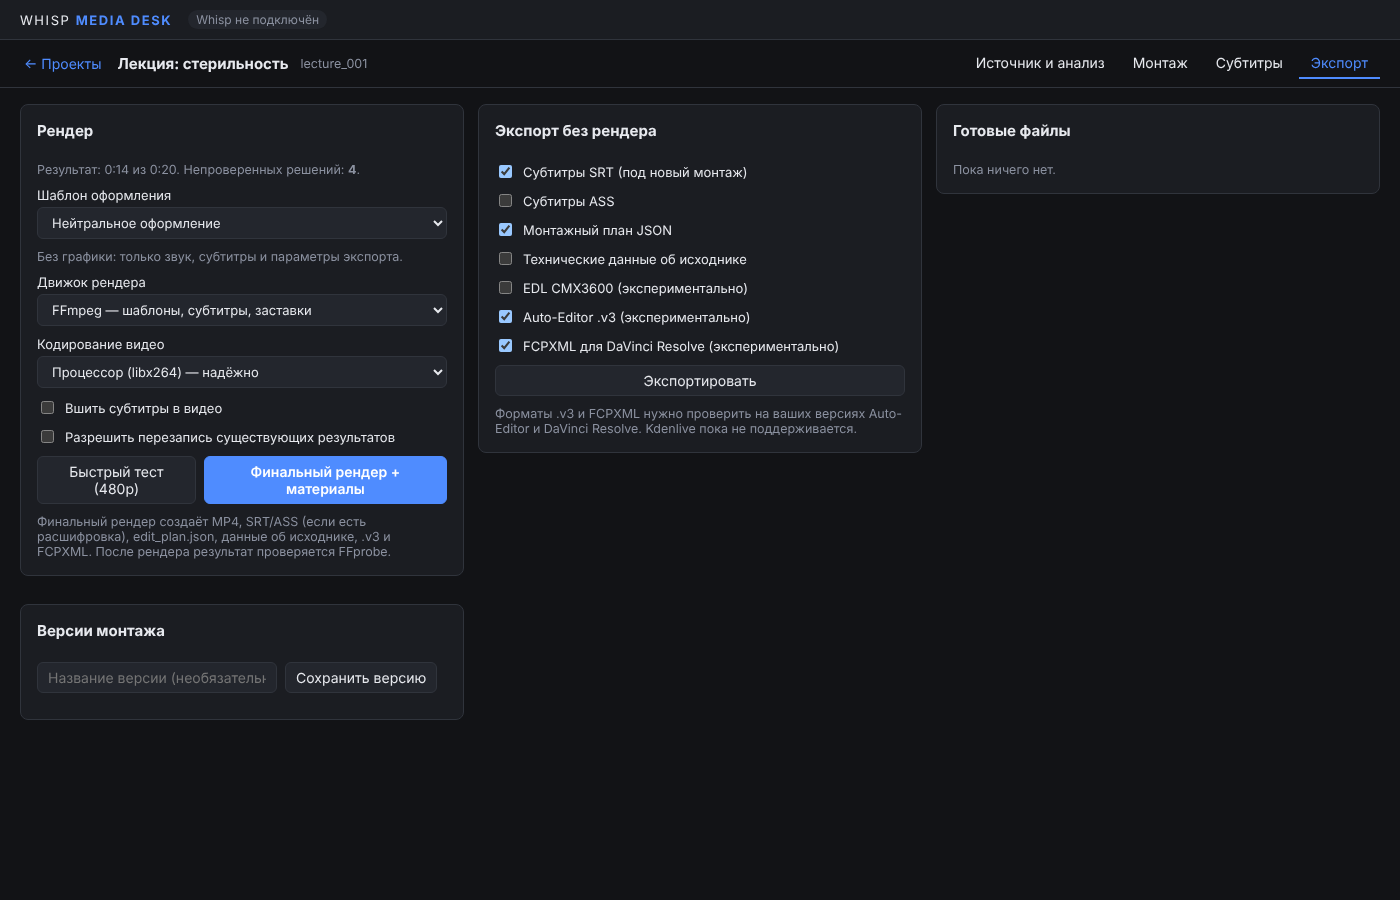 WHISP MEDIA DESK
Whisp не подключён
← Проекты
Лекция: стерильность
lecture_001
Источник и анализ
Монтаж
Субтитры
Экспорт
Рендер
Результат: 0:14 из 0:20. Непроверенных решений: 4.
Шаблон оформления
Нейтральное оформление
Без графики: только звук, субтитры и параметры экспорта.
Движок рендера
FFmpeg — шаблоны, субтитры, заставки
Кодирование видео
Процессор (libx264) — надёжно
Вшить субтитры в видео
Разрешить перезапись существующих результатов
Быстрый тест
(480p)
Финальный рендер +
материалы
Финальный рендер создаёт MP4, SRT/ASS (если есть
расшифровка), edit_plan.json, данные об исходнике, .v3 и
FCPXML. После рендера результат проверяется FFprobe.
Версии монтажа
Название версии (необязательн
Сохранить версию
Экспорт без рендера
Субтитры SRT (под новый монтаж)
Субтитры ASS
Монтажный план JSON
Технические данные об исходнике
EDL CMX3600 (экспериментально)
Auto-Editor .v3 (экспериментально)
FCPXML для DaVinci Resolve (экспериментально)
Экспортировать
Форматы .v3 и FCPXML нужно проверить на ваших версиях Auto-
Editor и DaVinci Resolve. Kdenlive пока не поддерживается.
Готовые файлы
Пока ничего нет.